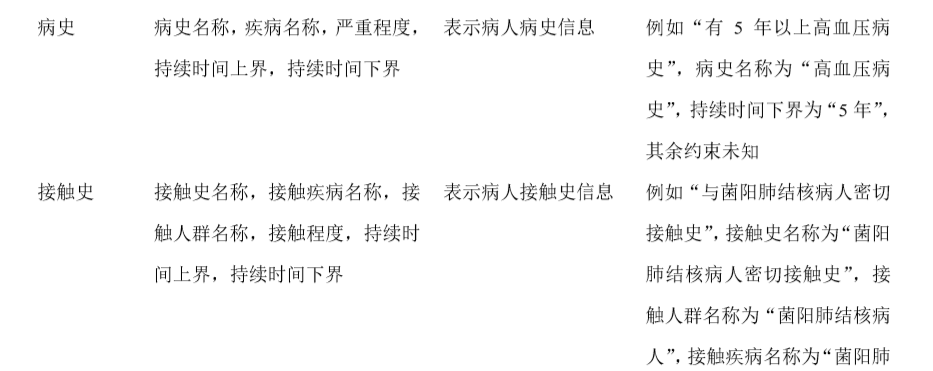 病史 病史名称，疾病名称，严重程度， 表示病人病史信息 例如“有 5 年以上高血压病
持续时间上界，持续时间下界 史”，病史名称为“高血压病
史”，持续时间下界为“5 年”，
其余约束未知
接触史 接触史名称，接触疾病名称，接 表示病人接触史信息 例如“与菌阳肺结核病人密切
触人群名称，接触程度，持续时 接触史”，接触史名称为“菌阳
间上界，持续时间下界 肺结核病人密切接触史”，接
触人群名称为“菌阳肺结核病
人”，接触疾病名称为“菌阳肺